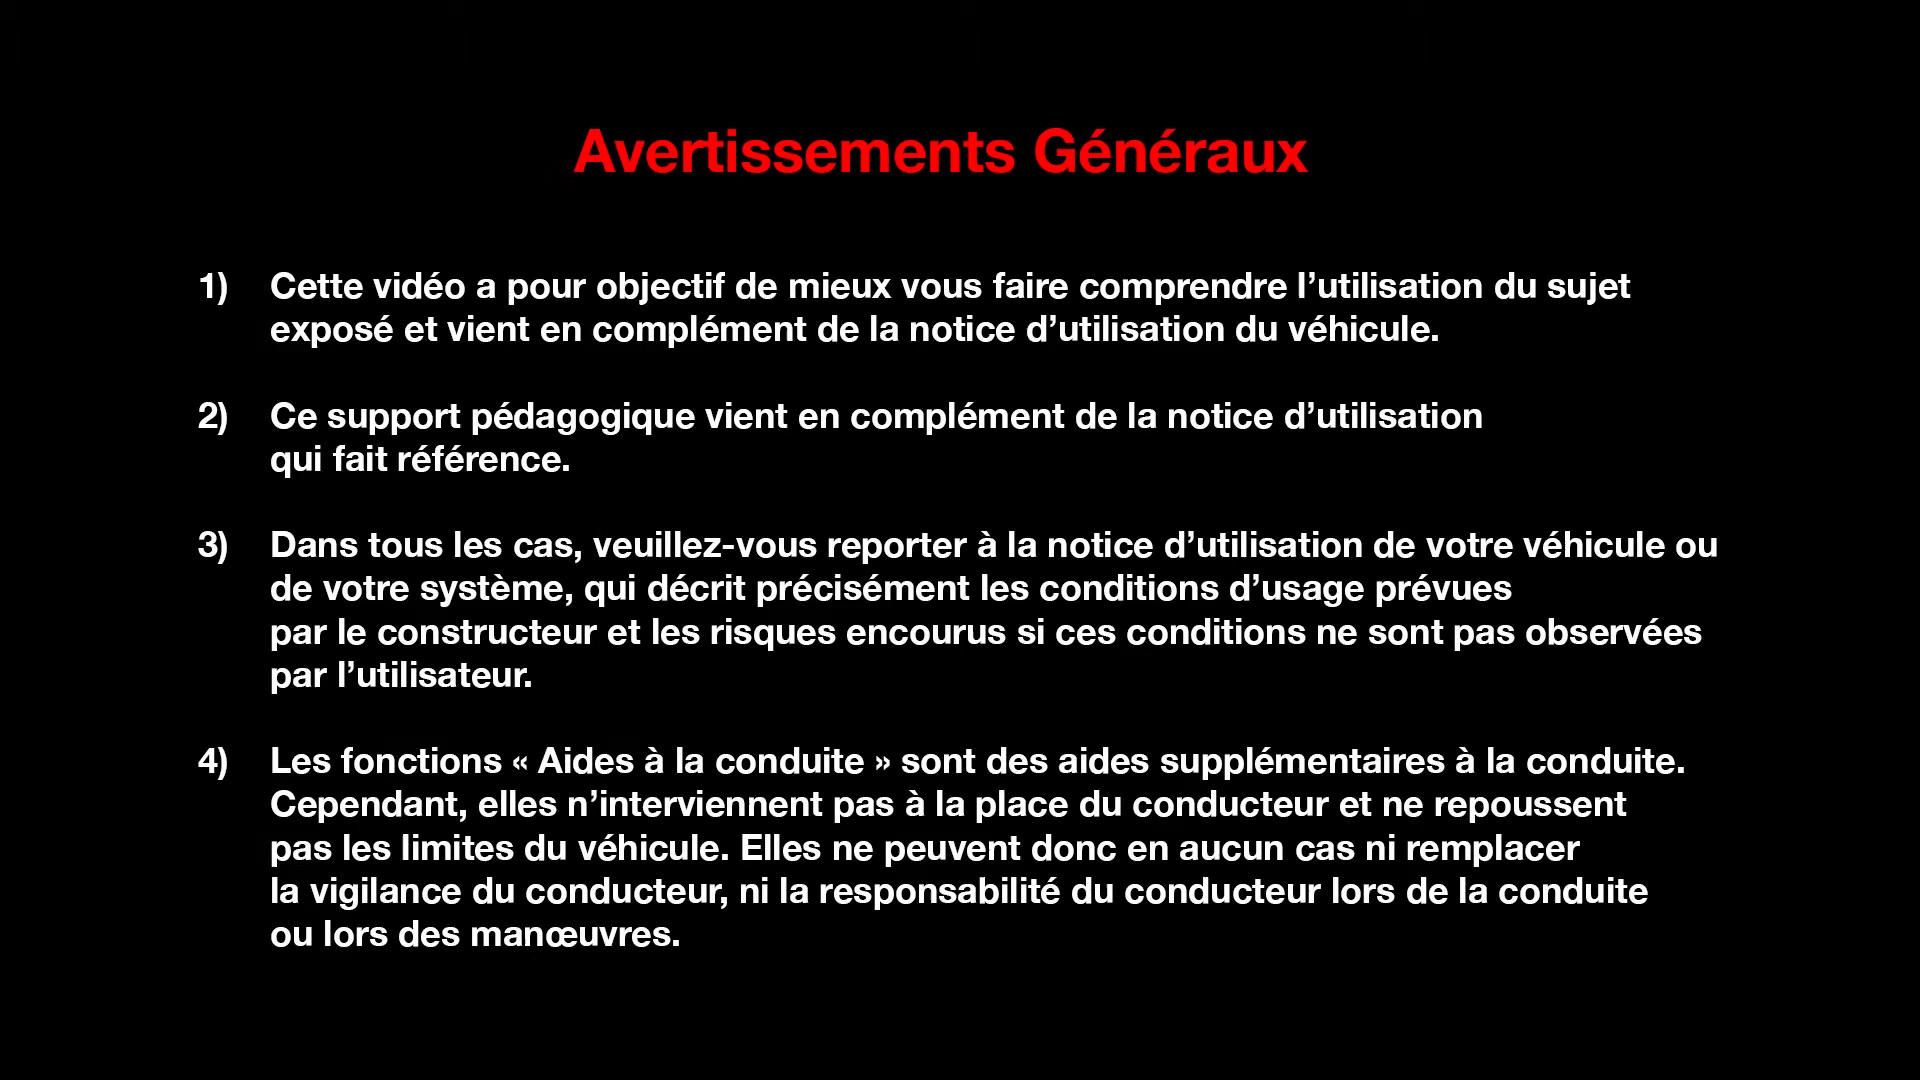 Avertissements Généraux
1) Cette vidéo a pour objectif de mieux vous faire comprendre l’utilisation du sujet
exposé et vient en complément de la notice d’utilisation du véhicule.
2) Ce support pédagogique vient en complément de la notice d’utilisation
qui fait référence.
3) Dans tous les cas, veuillez-vous reporter à la notice d’utilisation de votre véhicule ou
de votre système, qui décrit précisément les conditions d’usage prévues
par le constructeur et les risques encourus si ces conditions ne sont pas observées
par l’utilisateur.
4) Les fonctions « Aides à la conduite » sont des aides supplémentaires à la conduite.
Cependant, elles n’interviennent pas à la place du conducteur et ne repoussent
pas les limites du véhicule. Elles ne peuvent donc en aucun cas ni remplacer
la vigilance du conducteur, ni la responsabilité du conducteur lors de la conduite
ou lors des manœuvres.